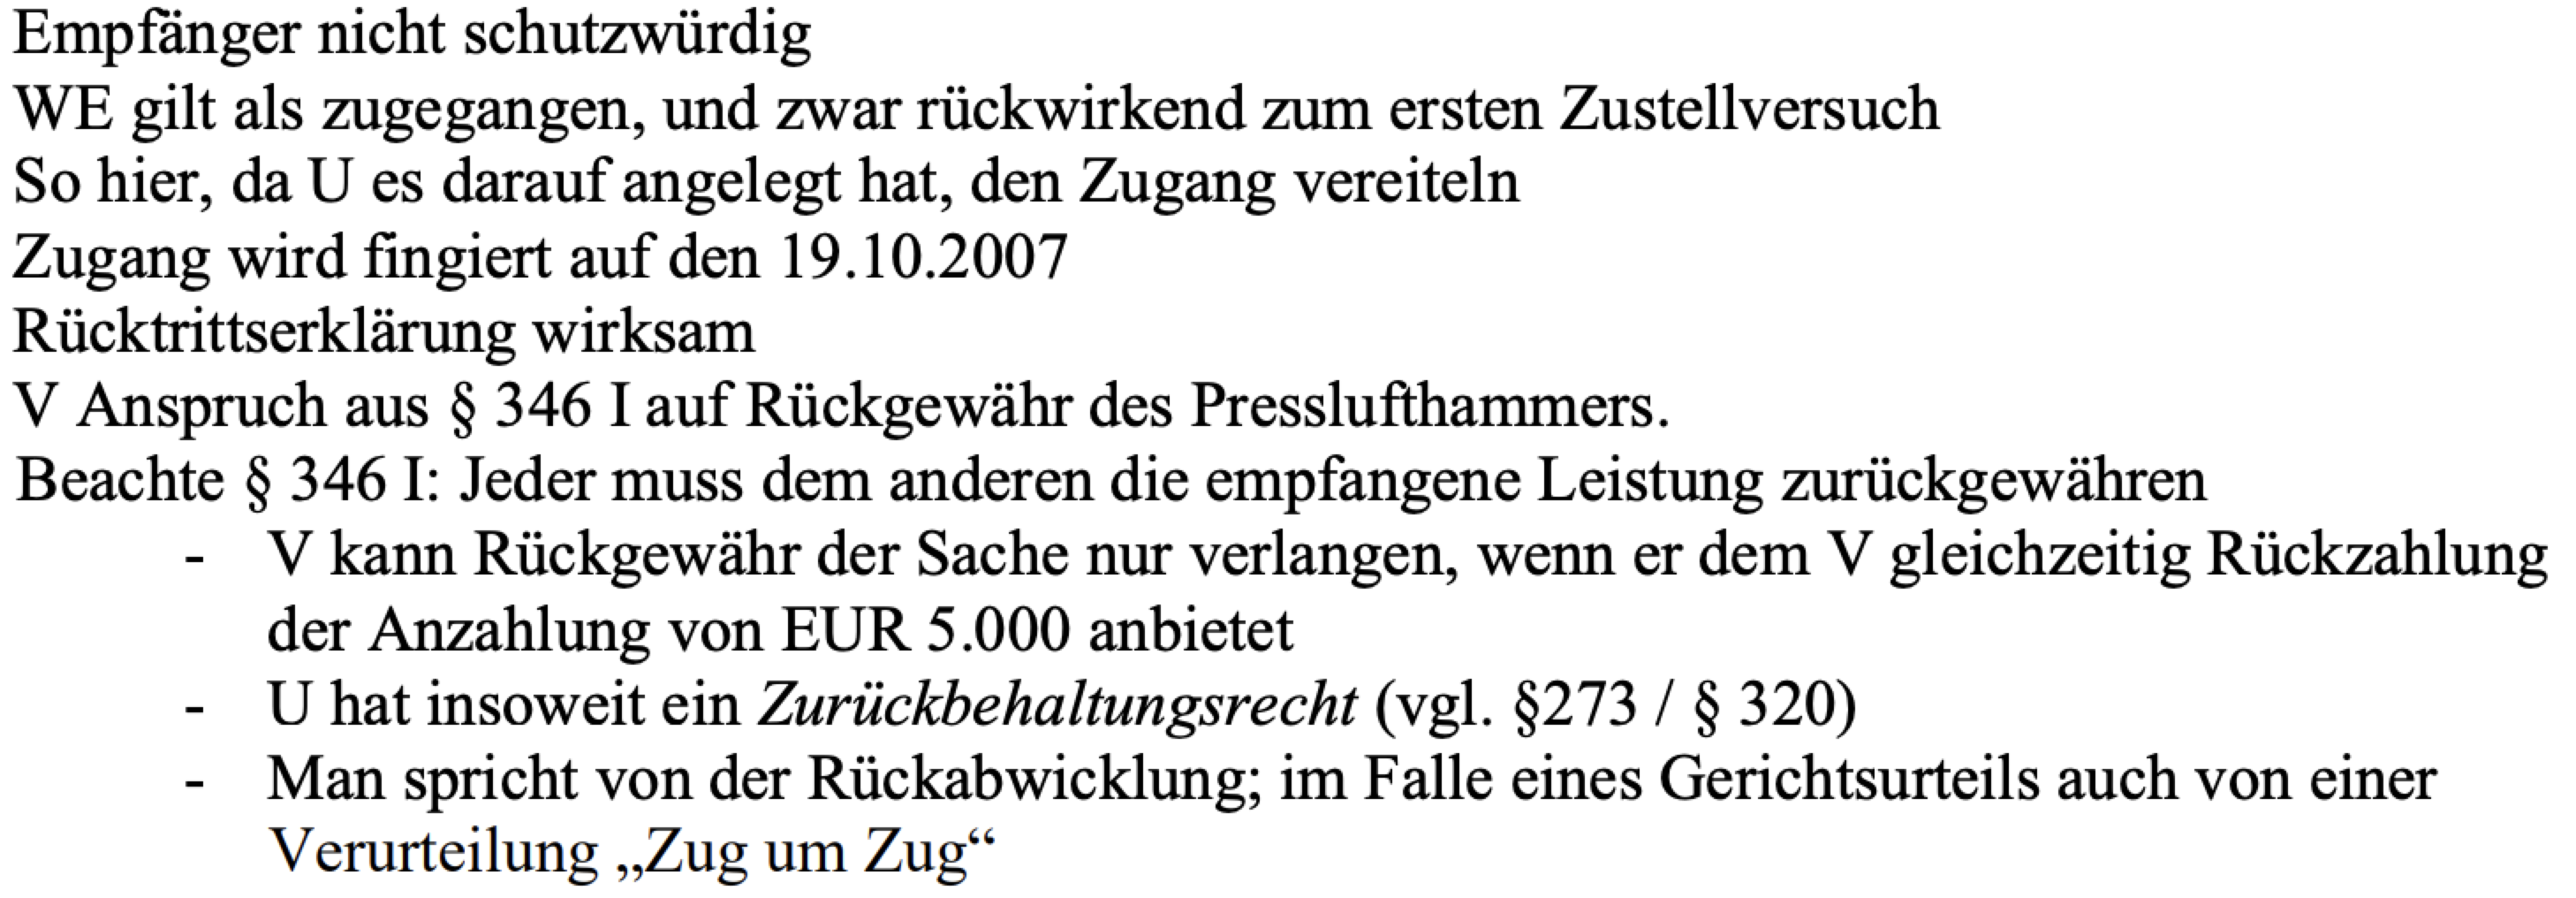 Empfänger nicht schutzwürdig
WE gilt als zugegangen, und zwar rückwirkend zum ersten Zustellversuch
So hier, da U es darauf angelegt hat, den Zugang vereiteln
Zugang wird fingiert auf den 19.10.2007
Rücktrittserklärung wirksam
V Anspruch aus § 346 I auf Rückgewähr des Presslufthammers.
Beachte § 346 I: Jeder muss dem anderen die empfangene Leistung zurückgewähren
- V kann Rückgewähr der Sache nur verlangen, wenn er dem V gleichzeitig Rückzahlung
der Anzahlung von EUR 5.000 anbietet
- U hat insoweit ein Zurückbehaltungsrecht (vgl. §273 / § 320)
- Man spricht von der Rückabwicklung; im Falle eines Gerichtsurteils auch von einer
Verurteilung „Zug um Zug“